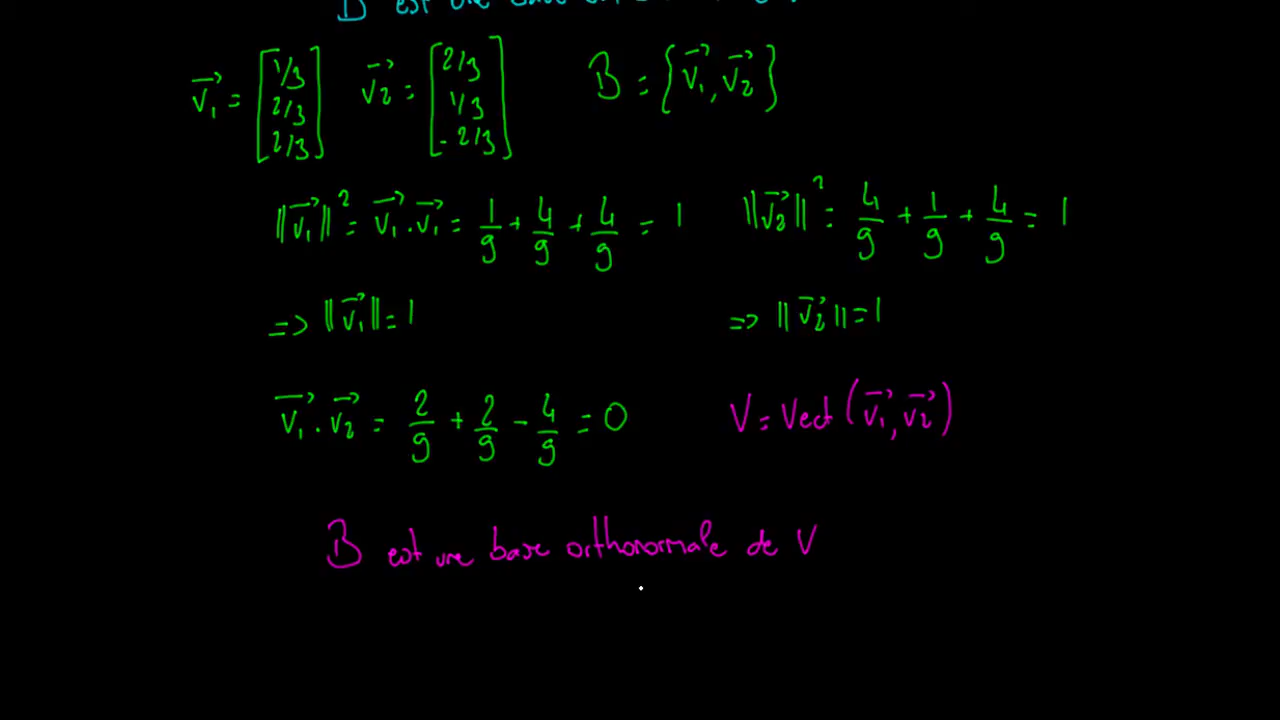 B est une base
v₁ = [1/3 2/3 2/3] v₂ = [2/3 1/3 -2/3] B = {v₁, v₂}
||v₁||² = v₁ . v₁ = 1/9 + 4/9 + 4/9 = 1 ||v₂||² = 4/9 + 1/9 + 4/9 = 1
=> ||v₁|| = 1 => ||v₂|| = 1
v₁ . v₂ = 2/9 + 2/9 - 4/9 = 0 V = Vect (v₁, v₂)
B est une base orthonormale de V